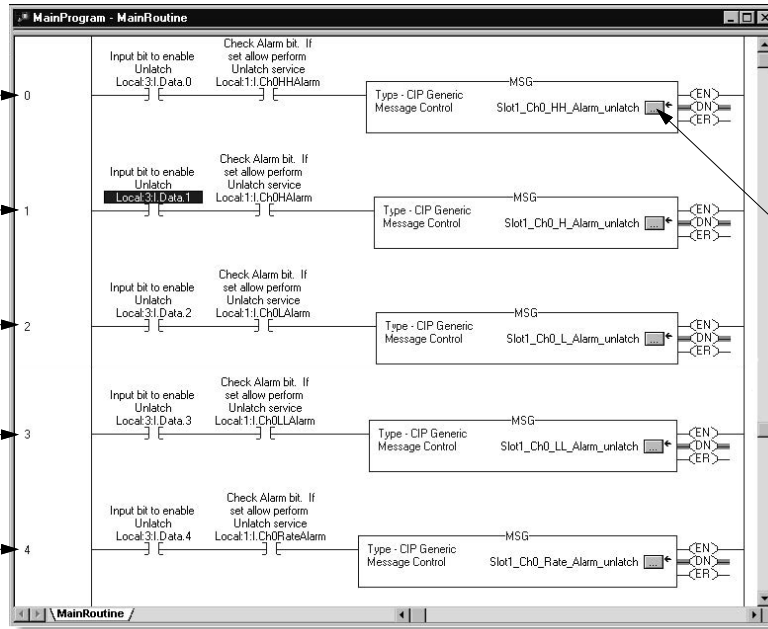 MainProgram - MainRoutine
Input bit to enable
Unlatch
Local:3:I.Data.0
Check Alarm bit. If
set allow perform
Unlatch service
Local:1:I.Ch0HHAlarm
0
MSG
Type - CIP Generic
Message Control Slot1_Ch0_HH_Alarm_unlatch ...
EN
DN
ER
Input bit to enable
Unlatch
Local:3:I.Data.1
Check Alarm bit. If
set allow perform
Unlatch service
Local:1:I.Ch0HAlarm
1
MSG
Type - CIP Generic
Message Control Slot1_Ch0_H_Alarm_unlatch ...
EN
DN
ER
Input bit to enable
Unlatch
Local:3:I.Data.2
Check Alarm bit. If
set allow perform
Unlatch service
Local:1:I.Ch0LAlarm
2
MSG
Type - CIP Generic
Message Control Slot1_Ch0_L_Alarm_unlatch ...
EN
DN
ER
Input bit to enable
Unlatch
Local:3:I.Data.3
Check Alarm bit. If
set allow perform
Unlatch service
Local:1:I.Ch0LLAlarm
3
MSG
Type - CIP Generic
Message Control Slot1_Ch0_LL_Alarm_unlatch ...
EN
DN
ER
Input bit to enable
Unlatch
Local:3:I.Data.4
Check Alarm bit. If
set allow perform
Unlatch service
Local:1:I.Ch0RateAlarm
4
MSG
Type - CIP Generic
Message Control Slot1_Ch0_Rate_Alarm_unlatch ...
EN
DN
ER
MainRoutine